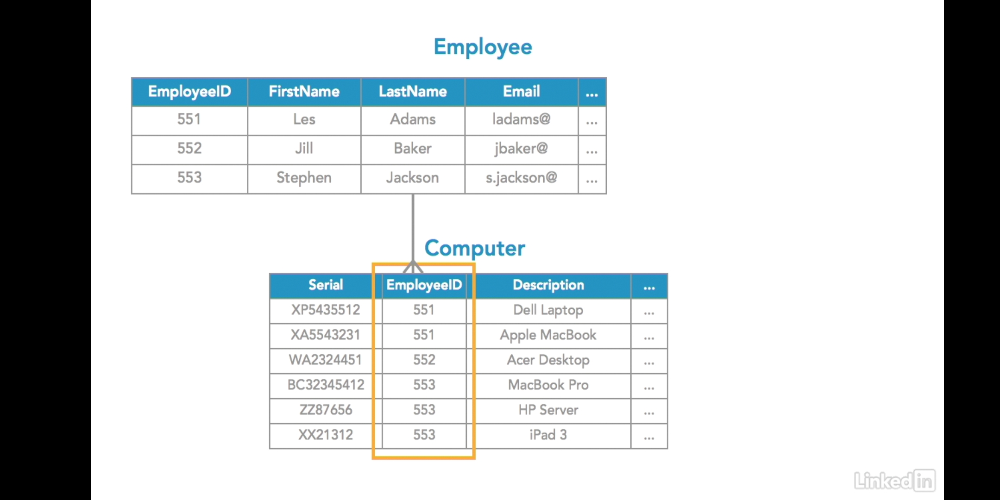 Employee
EmployeeID FirstName LastName Email ...
551 Les Adams ladams@ ...
552 Jill Baker jbaker@ ...
553 Stephen Jackson s.jackson@ ...
Computer
Serial EmployeeID Description ...
XP5435512 551 Dell Laptop ...
XA5543231 551 Apple MacBook ...
WA2324451 552 Acer Desktop ...
BC32345412 553 MacBook Pro ...
ZZ87656 553 HP Server ...
XX21312 553 iPad 3 ...
Linked in